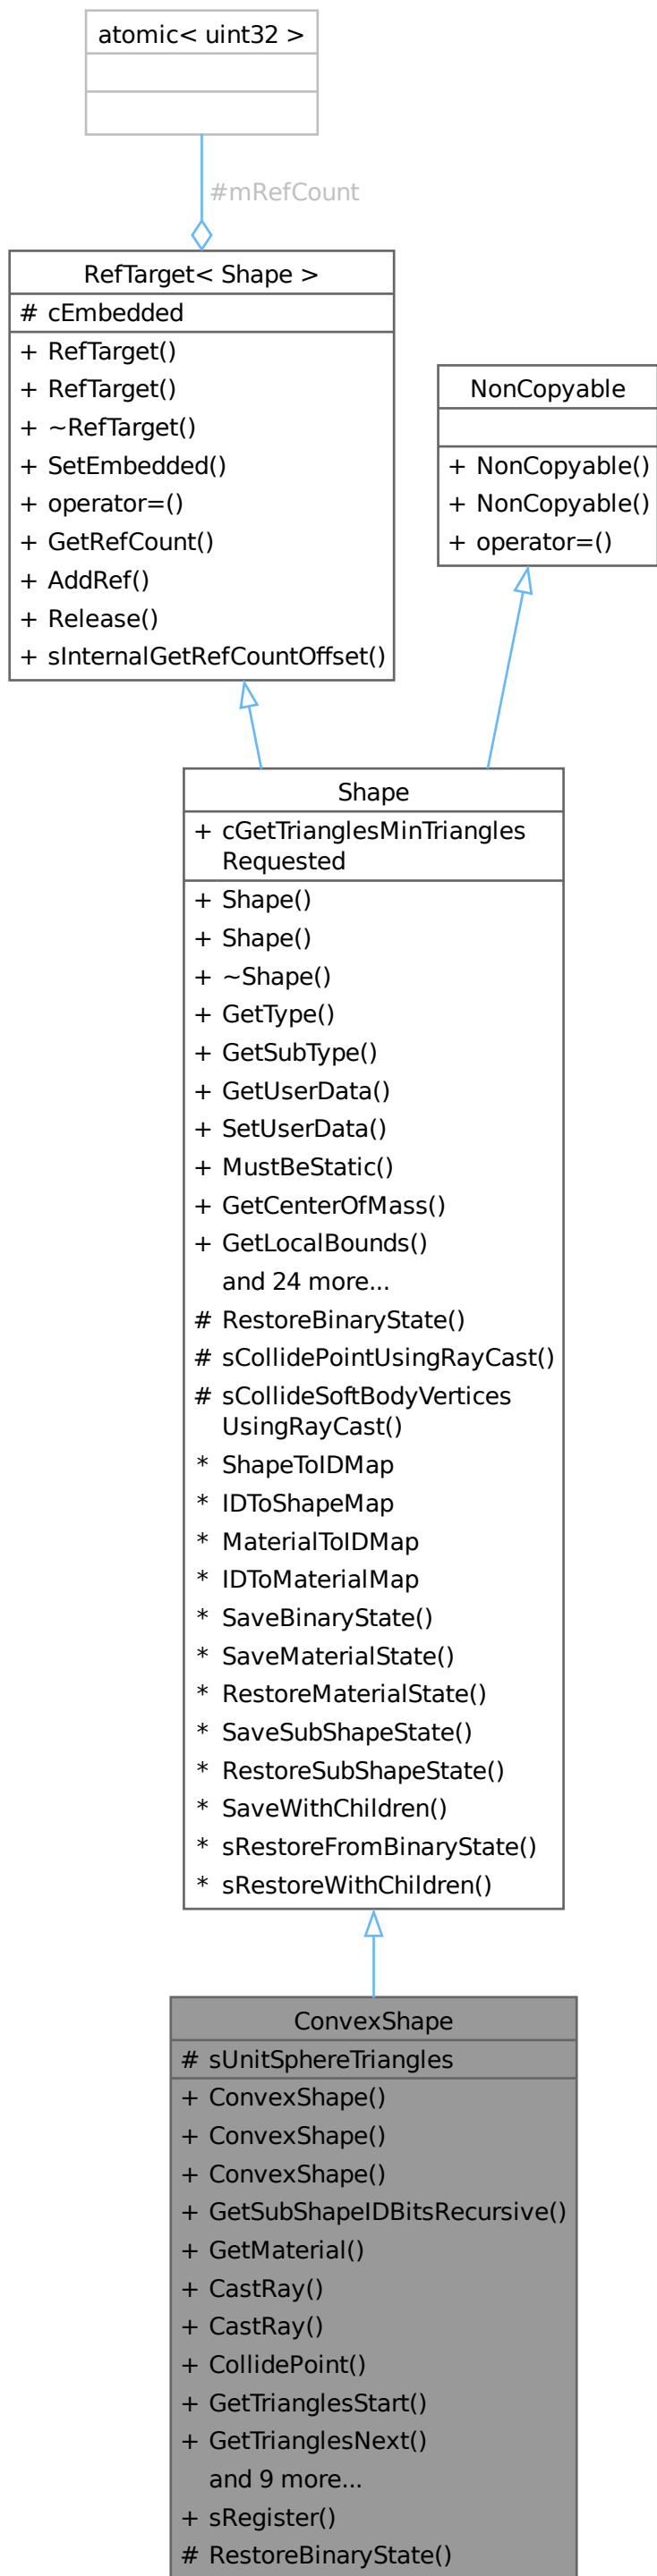 atomic< uint32 >
#mRefCount
RefTarget< Shape >
# cEmbedded
+ RefTarget()
+ RefTarget()
+ ~RefTarget()
+ SetEmbedded()
+ operator=()
+ GetRefCount()
+ AddRef()
+ Release()
+ sInternalGetRefCountOffset()
NonCopyable
+ NonCopyable()
+ NonCopyable()
+ operator=()
Shape
+ cGetTrianglesMinTriangles
Requested
+ Shape()
+ Shape()
+ ~Shape()
+ GetType()
+ GetSubType()
+ GetUserData()
+ SetUserData()
+ MustBeStatic()
+ GetCenterOfMass()
+ GetLocalBounds()
and 24 more...
# RestoreBinaryState()
# sCollidePointUsingRayCast()
# sCollideSoftBodyVertices
UsingRayCast()
* ShapeToIDMap
* IDToShapeMap
* MaterialToIDMap
* IDToMaterialMap
* SaveBinaryState()
* SaveMaterialState()
* RestoreMaterialState()
* SaveSubShapeState()
* RestoreSubShapeState()
* SaveWithChildren()
* sRestoreFromBinaryState()
* sRestoreWithChildren()
ConvexShape
# sUnitSphereTriangles
+ ConvexShape()
+ ConvexShape()
+ ConvexShape()
+ GetSubShapeIDBitsRecursive()
+ GetMaterial()
+ CastRay()
+ CastRay()
+ CollidePoint()
+ GetTrianglesStart()
+ GetTrianglesNext()
and 9 more...
+ sRegister()
# RestoreBinaryState()